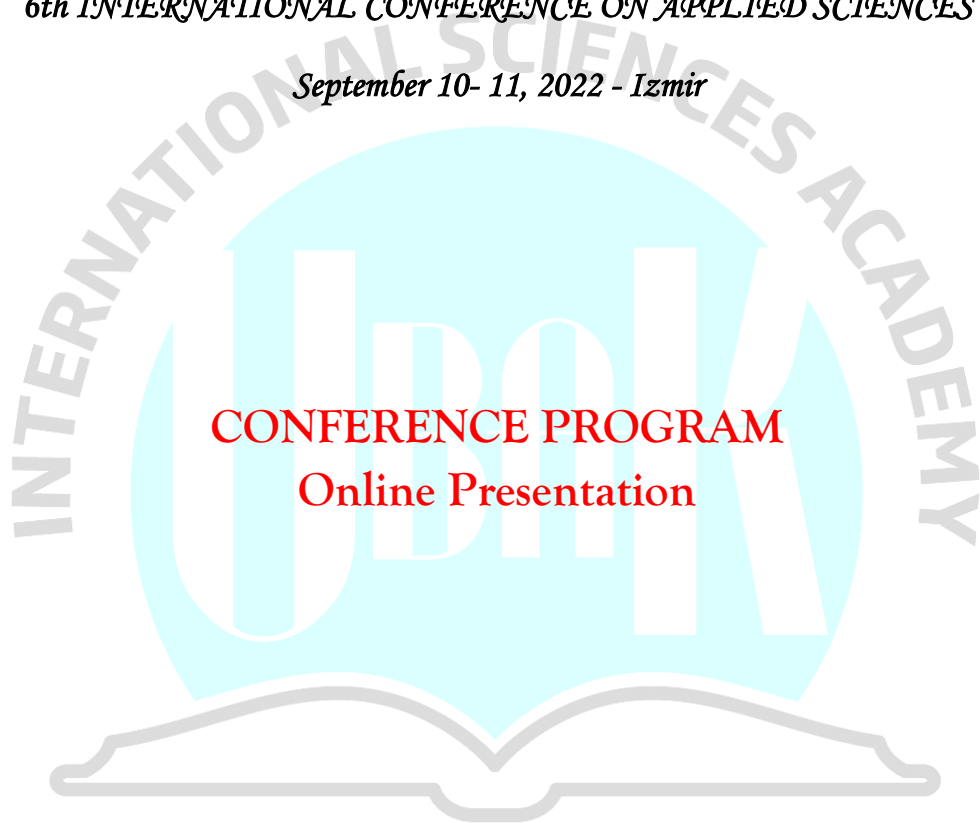 6th INTERNATIONAL CONFERENCE ON APPLIED SCIENCES
September 10- 11, 2022 - Izmir
INTERNATIONAL SCIENCES ACADEMY
UBAK
CONFERENCE PROGRAM
Online Presentation